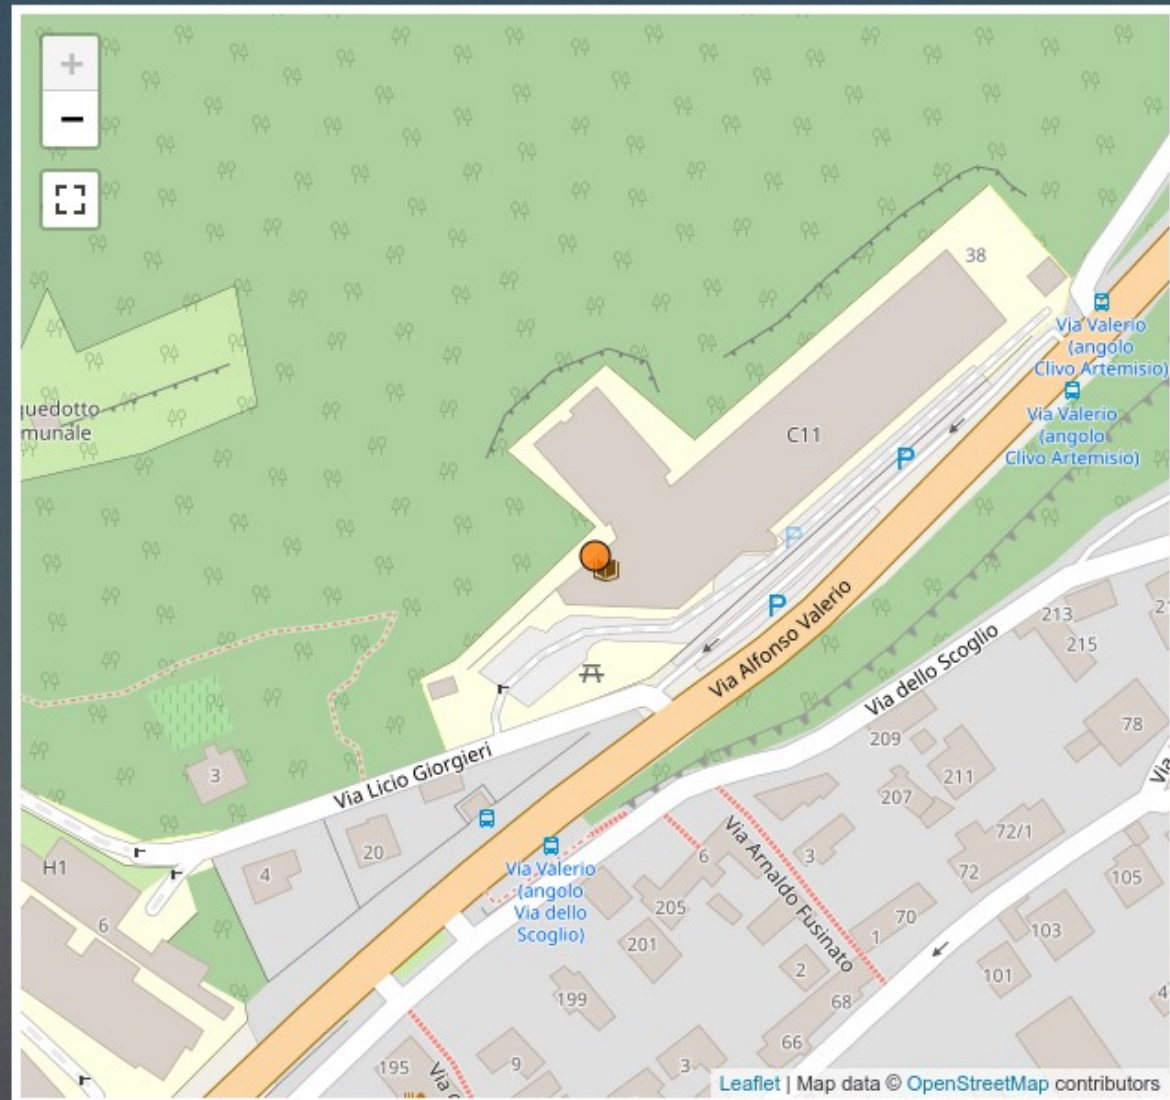 +
−
38
Via Valerio
(angolo
Clivo Artemisio)
Via Valerio
(angolo
Clivo Artemisio)
C11
P
P
P
Via Alfonso Valerio
Via dello Scoglio
213
215
78
209
211
207
72/1
72
105
3
Via Licio Giorgieri
20
4
H1
6
Via Valerio
(angolo
Via dello
Scoglio)
6
3
Via Arnaldo Fusinato
205
201
1
70
103
2
101
199
68
66
195
9
3
Leaflet | Map data © OpenStreetMap contributors